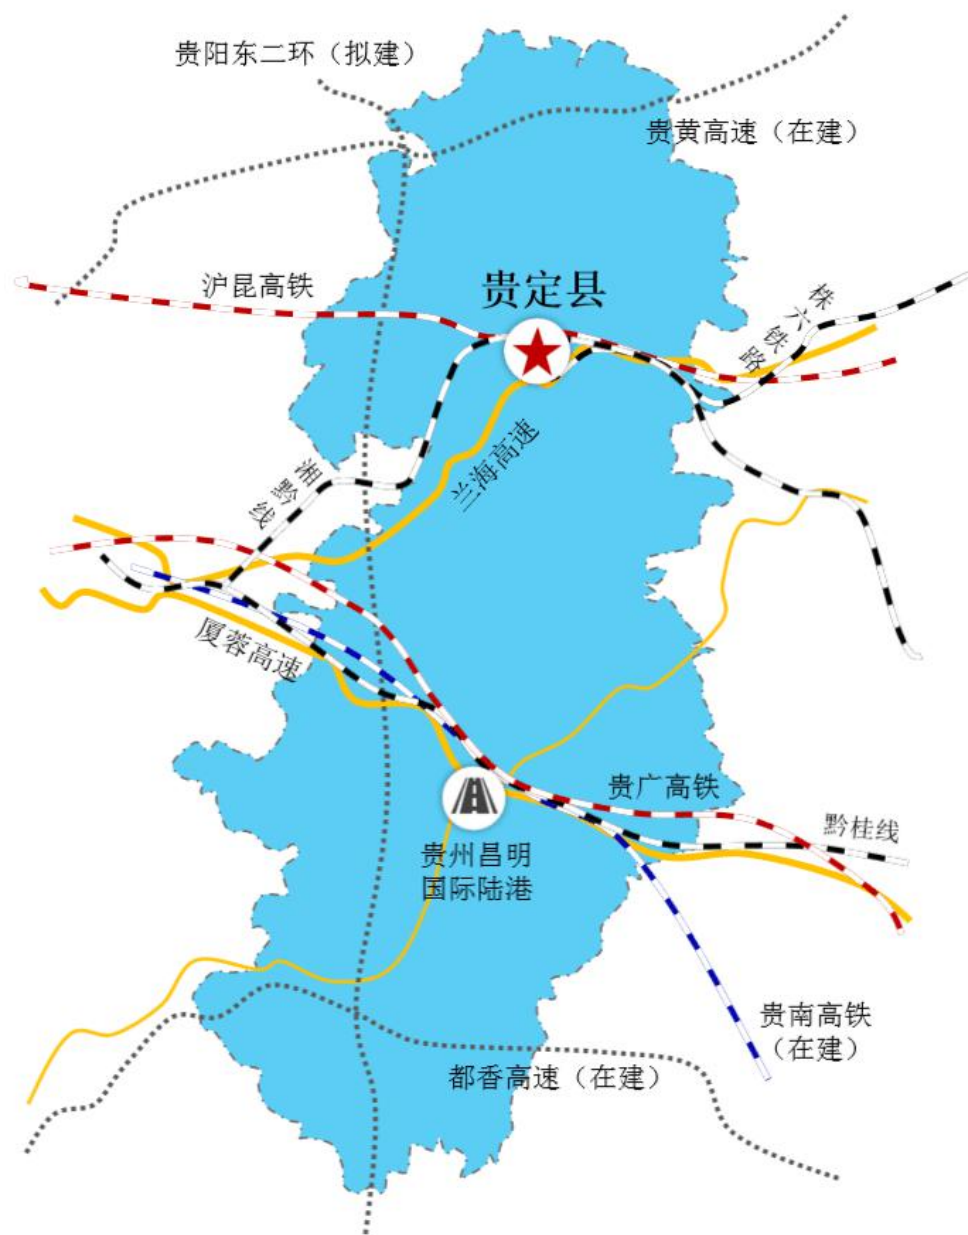 贵阳东二环（拟建）
贵黄高速（在建）
沪昆高铁
贵定县
株六铁路
兰海高速
湘黔线
厦蓉高速
贵广高铁
黔桂线
贵州昌明
国际陆港
贵南高铁
（在建）
都香高速（在建）